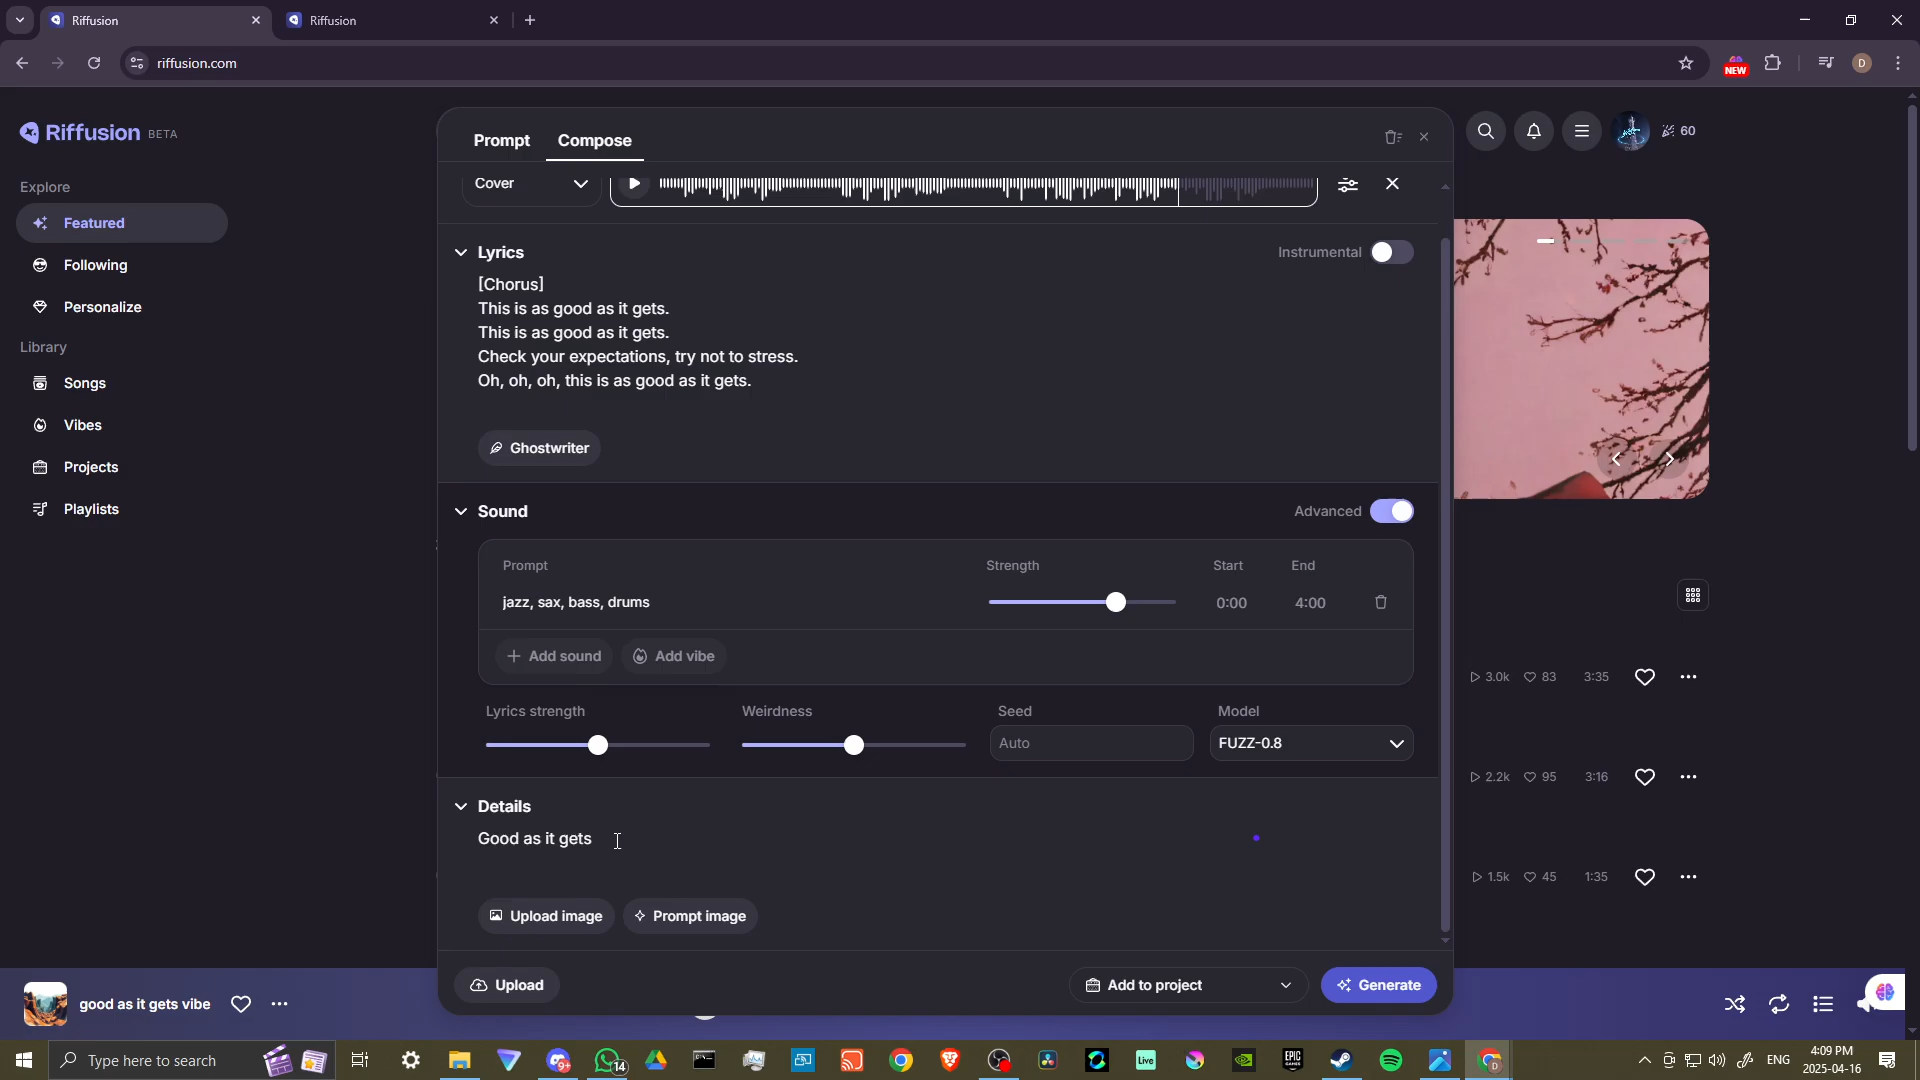 Riffusion
Riffusion
riffusion.com
NEW
D
Riffusion BETA
Explore
Featured
Following
Personalize
Library
Songs
Vibes
Projects
Playlists
Prompt
Compose
60
Cover
Lyrics
Instrumental
[Chorus]
This is as good as it gets.
This is as good as it gets.
Check your expectations, try not to stress.
Oh, oh, oh, this is as good as it gets.
Ghostwriter
Sound
Advanced
Prompt
Strength
Start
End
jazz, sax, bass, drums
0:00
4:00
Add sound
Add vibe
Lyrics strength
Weirdness
Seed
Model
Auto
FUZZ-0.8
Details
Good as it gets
Upload image
Prompt image
Upload
Add to project
Generate
3.0k 83 3:35
2.2k 95 3:16
1.5k 45 1:35
good as it gets vibe
Type here to search
9+
14
Live
EPIC GAMES
D
ENG
4:09 PM
2025-04-16